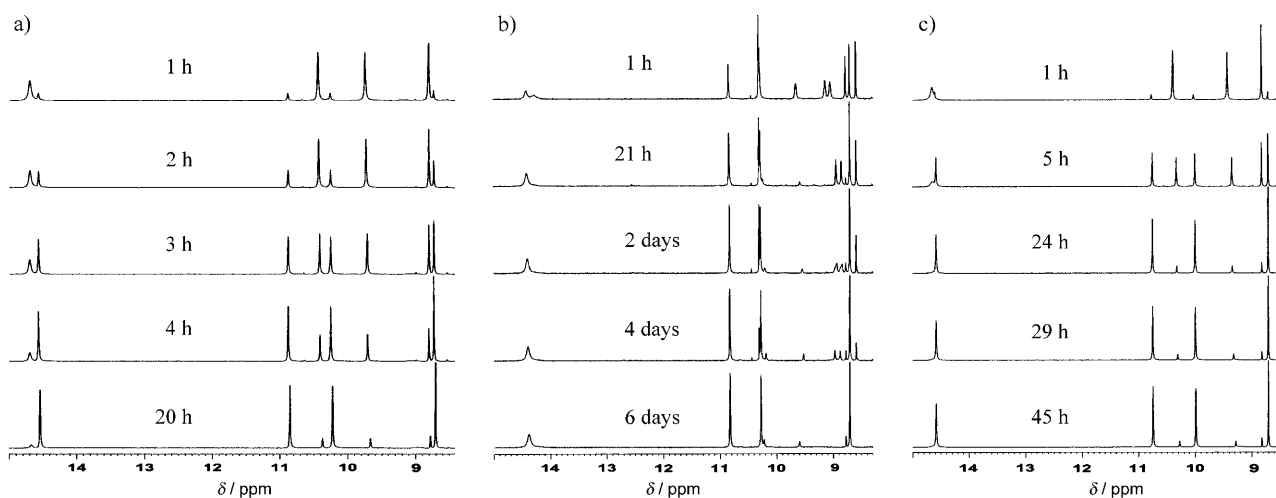 a)
1 h
2 h
3 h
4 h
20 h
14 13 12 11 10 9
δ / ppm
b)
1 h
21 h
2 days
4 days
6 days
14 13 12 11 10 9
δ / ppm
c)
1 h
5 h
24 h
29 h
45 h
14 13 12 11 10 9
δ / ppm